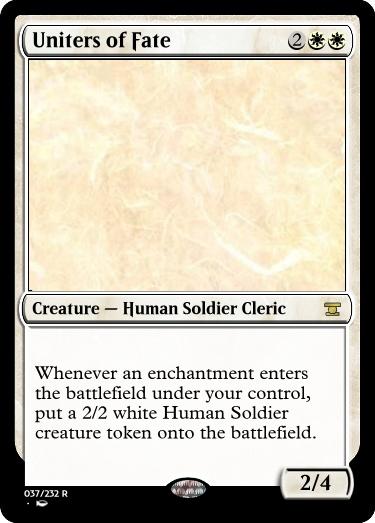 Uniters of Fate 2
Creature — Human Soldier Cleric
Whenever an enchantment enters
the battlefield under your control,
put a 2/2 white Human Soldier
creature token onto the battlefield.
2/4
037/232 R